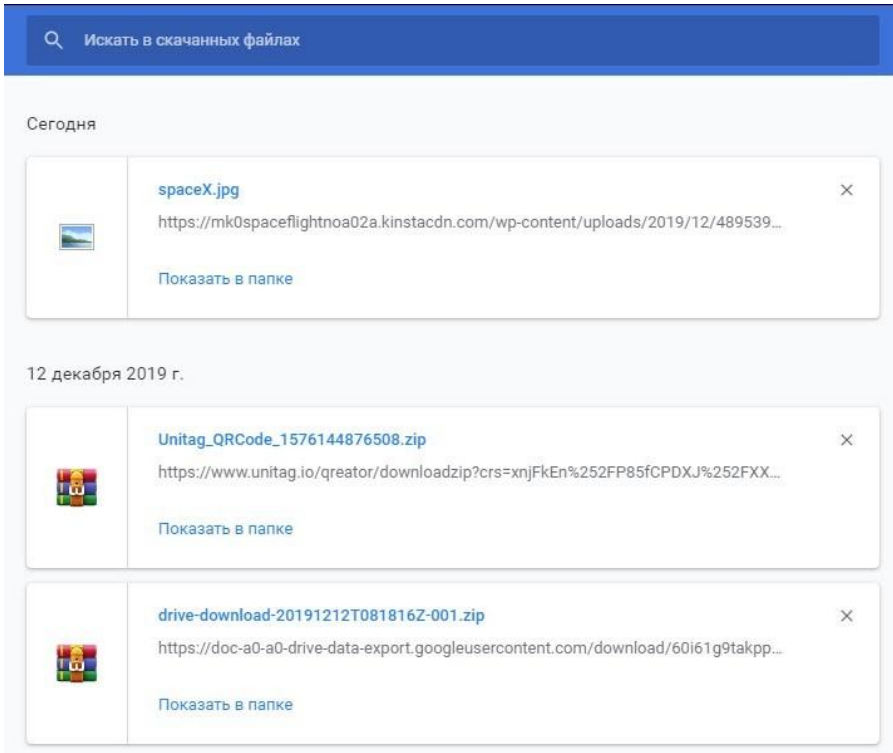 Искать в скачанных файлах
Сегодня
spaceX.jpg
https://mk0spaceflightnoa02a.kinstacdn.com/wp-content/uploads/2019/12/489539...
Показать в папке
12 декабря 2019 г.
Unitag_QRCode_1576144876508.zip
https://www.unitag.io/qreator/downloadzip?crs=xnjFkEn%252FP85fCPDXJ%252FXX...
Показать в папке
drive-download-20191212T081816Z-001.zip
https://doc-a0-a0-drive-data-export.googleusercontent.com/download/60i61g9takpp...
Показать в папке